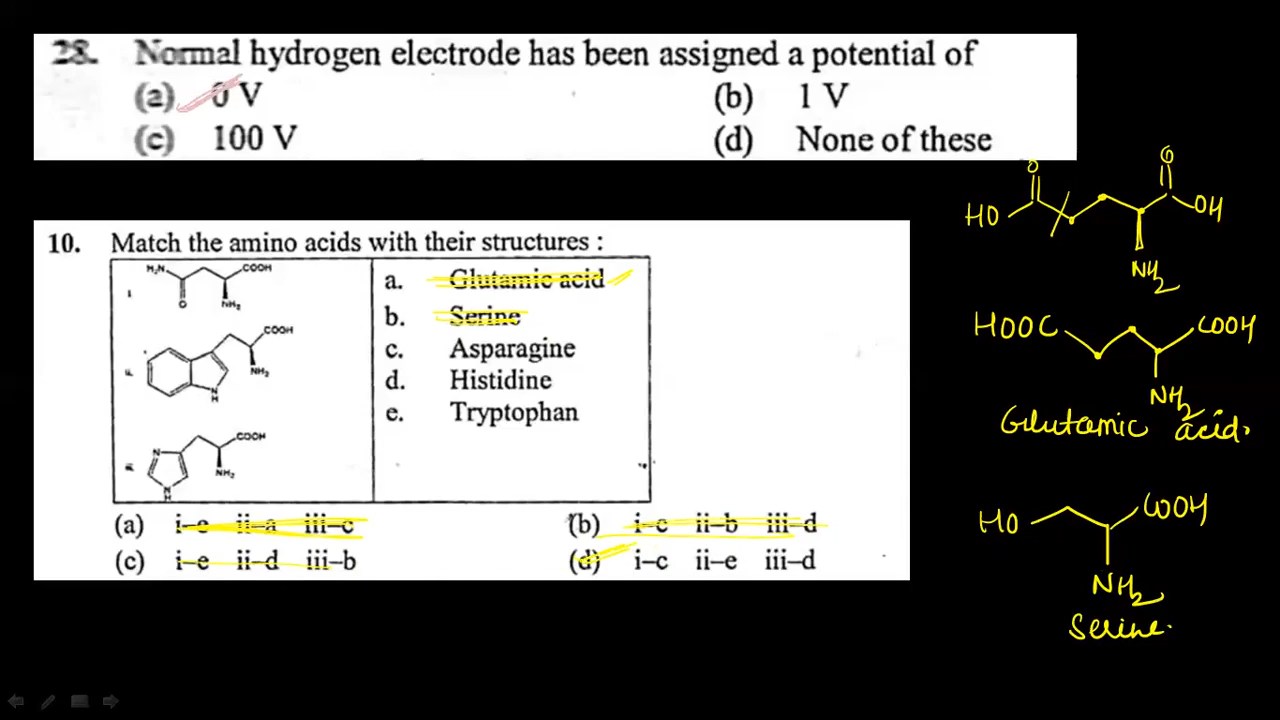 28. Normal hydrogen electrode has been assigned a potential of
(a) 0 V (b) 1 V
(c) 100 V (d) None of these
10. Match the amino acids with their structures :
i. H₂N O COOH NH₂ a. Glutamic acid
b. Serine
ii. COOH NH₂ N H c. Asparagine
d. Histidine
e. Tryptophan
iii. N COOH NH₂ N H
(a) i–e ii–a iii–c (b) i–c ii–b iii–d
(c) i–e ii–d iii–b (d) i–c ii–e iii–d
O O
HO OH
NH₂
HOOC COOH
NH₂
Glutamic acid.
HO COOH
NH₂
Serine.